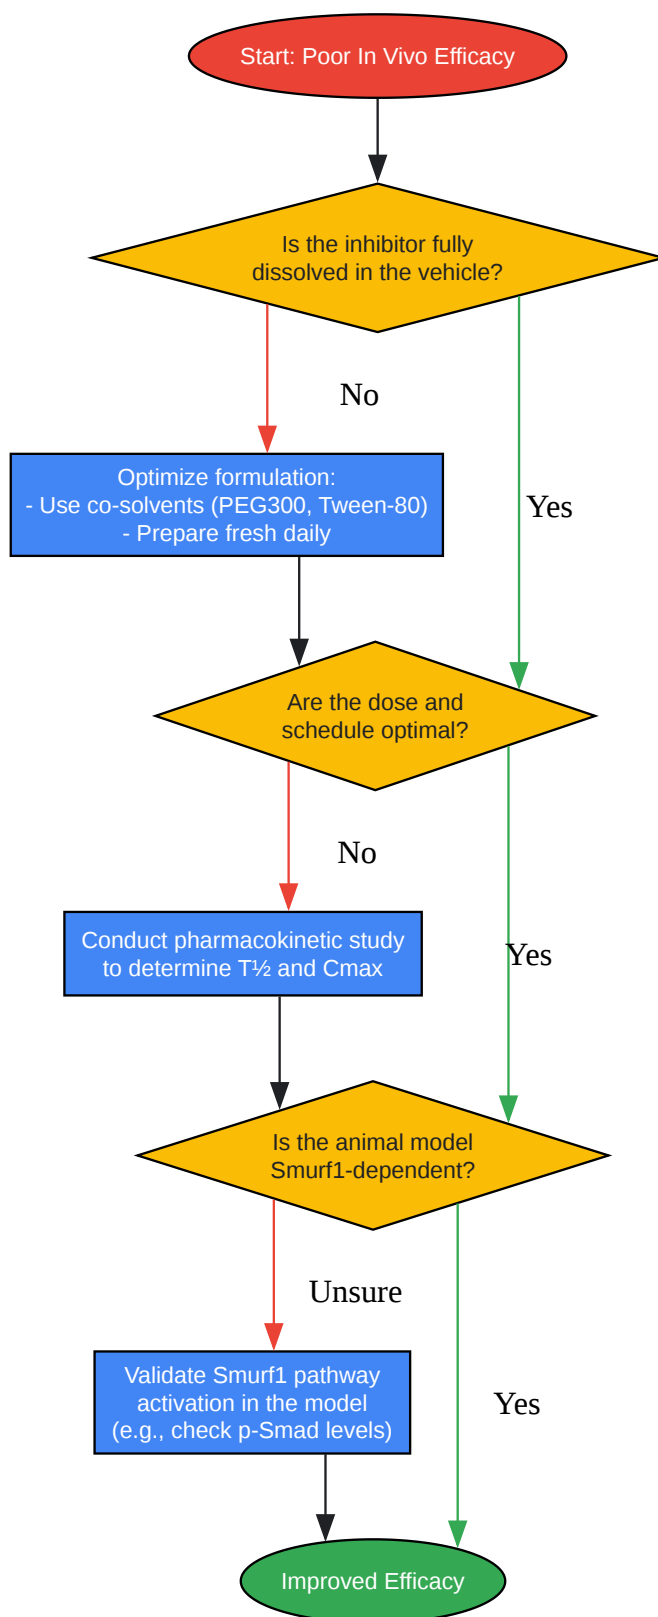 Start: Poor In Vivo Efficacy
Is the inhibitor fully
dissolved in the vehicle?
No
Optimize formulation:
- Use co-solvents (PEG300, Tween-80)
- Prepare fresh daily
Yes
Are the dose and
schedule optimal?
No
Conduct pharmacokinetic study
to determine T½ and Cmax
Yes
Is the animal model
Smurf1-dependent?
Unsure
Validate Smurf1 pathway
activation in the model
(e.g., check p-Smad levels)
Yes
Improved Efficacy